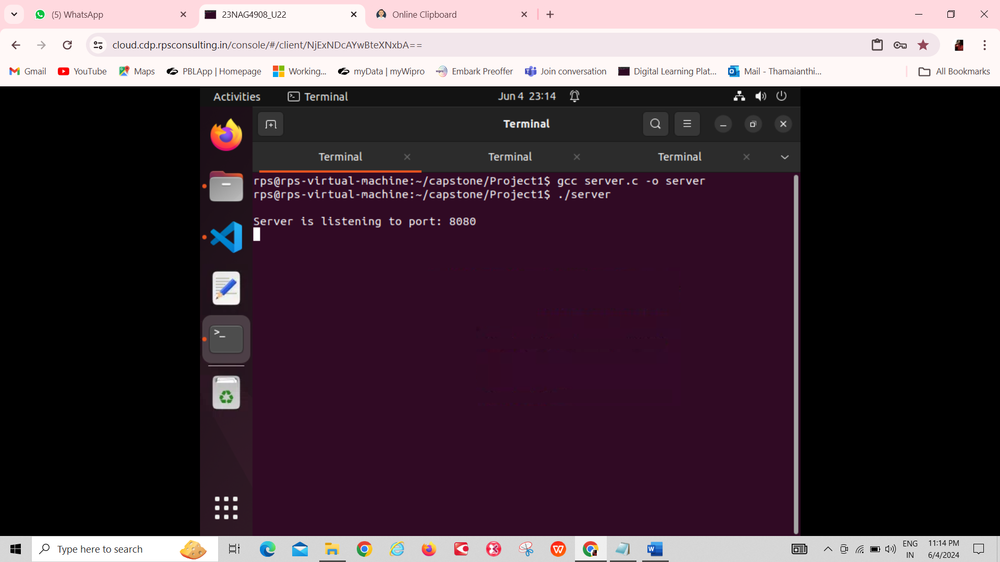 (5) WhatsApp
23NAG4908_U22
Online Clipboard
cloud.cdp.rpsconsulting.in/console/#/client/NjExNDcAYwBteXNxbA==
Gmail
YouTube
Maps
PBLApp | Homepage
Working...
myData | myWipro
wipro
Embark Preoffer
Join conversation
Digital Learning Plat...
Mail - Thamaianthi...
All Bookmarks
Activities
Terminal
Jun 4 23:14
Terminal
Terminal
Terminal
Terminal
rps@rps-virtual-machine:~/capstone/Project1$ gcc server.c -o server
rps@rps-virtual-machine:~/capstone/Project1$ ./server
Server is listening to port: 8080
>_
Type here to search
ENG
IN
11:14 PM
6/4/2024